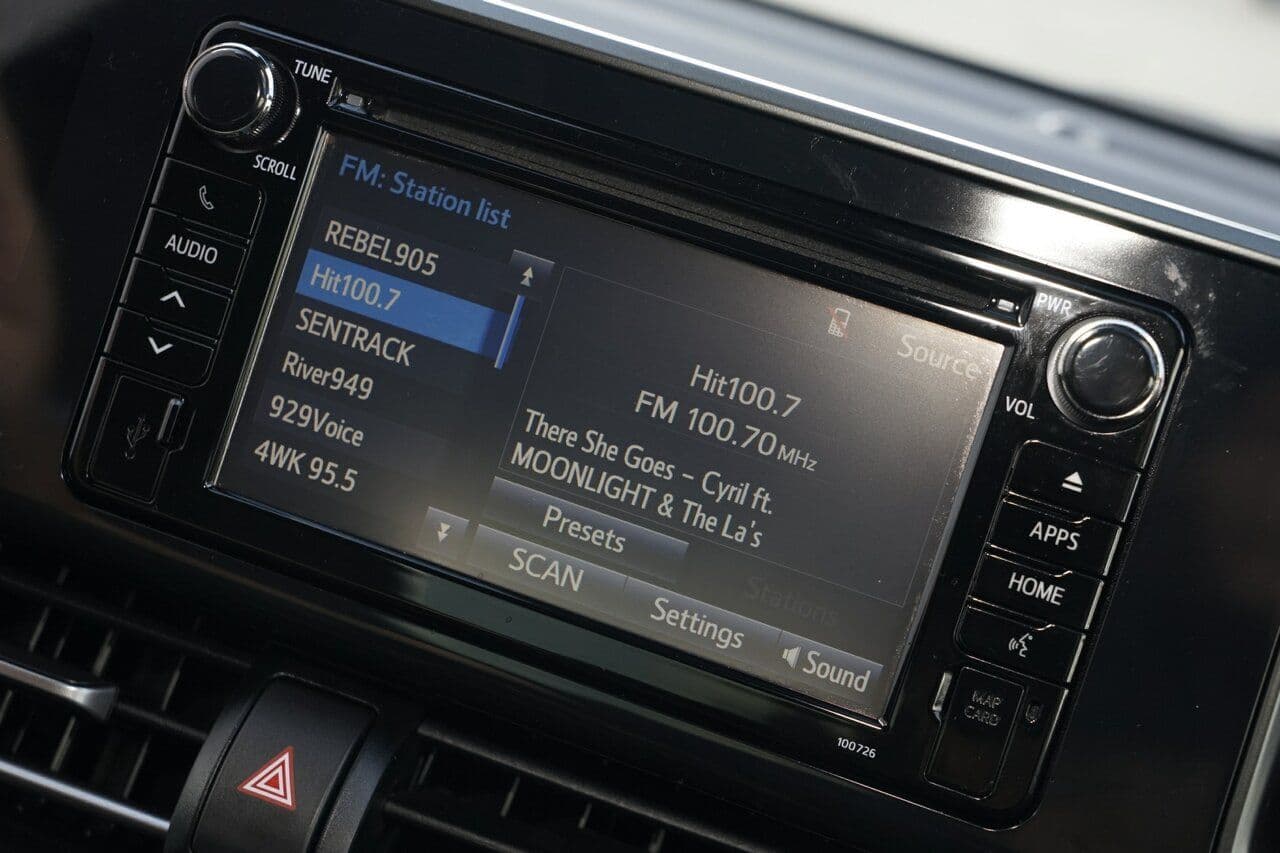 TUNE
SCROLL
AUDIO
FM: Station list
REBEL905
Hit100.7
SENTRACK
River949
929Voice
4WK 95.5
Source
Hit100.7
FM 100.70 MHz
There She Goes – Cyril ft.
MOONLIGHT & The La's
Presets
Stations
SCAN
Settings
Sound
PWR
VOL
APPS
HOME
MAP
CARD
100726